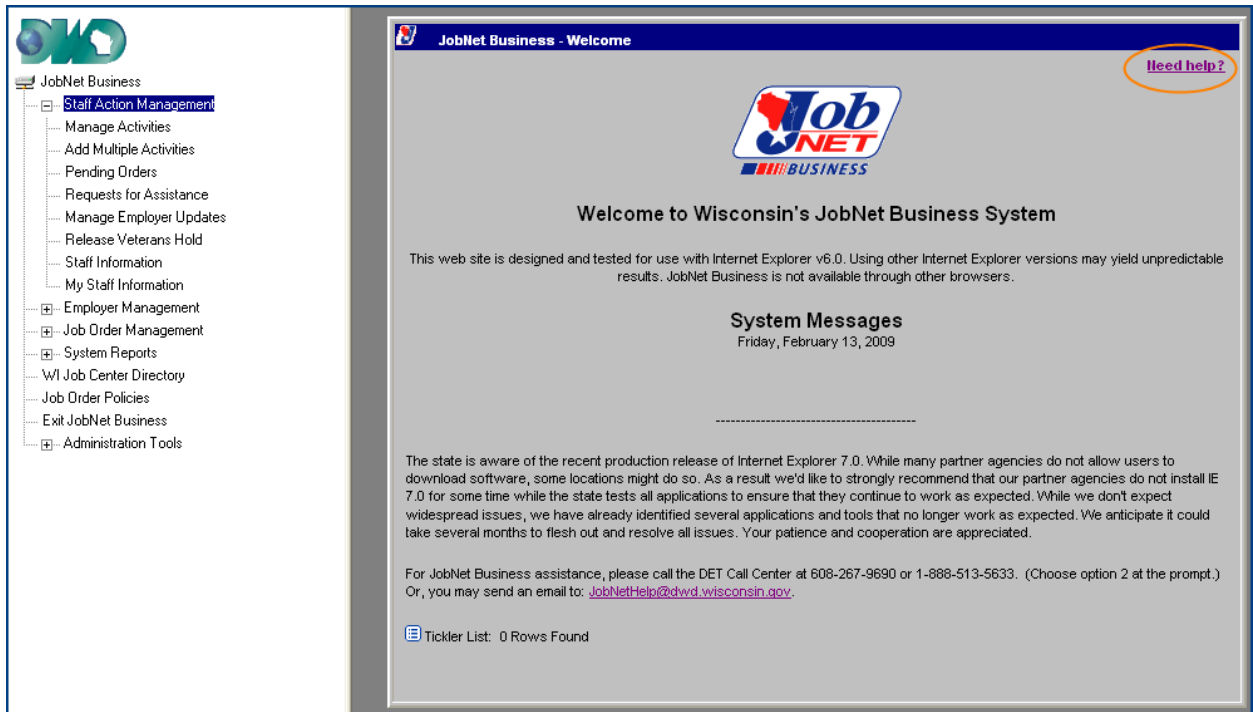 DWD
JobNet Business
Staff Action Management
Manage Activities
Add Multiple Activities
Pending Orders
Requests for Assistance
Manage Employer Updates
Release Veterans Hold
Staff Information
My Staff Information
Employer Management
Job Order Management
System Reports
WI Job Center Directory
Job Order Policies
Exit JobNet Business
Administration Tools
JobNet Business - Welcome
Need help?
Job
NET
BUSINESS
Welcome to Wisconsin's JobNet Business System
This web site is designed and tested for use with Internet Explorer v6.0. Using other Internet Explorer versions may yield unpredictable
results. JobNet Business is not available through other browsers.
System Messages
Friday, February 13, 2009
----------------------------------------
The state is aware of the recent production release of Internet Explorer 7.0. While many partner agencies do not allow users to
download software, some locations might do so. As a result we'd like to strongly recommend that our partner agencies do not install IE
7.0 for some time while the state tests all applications to ensure that they continue to work as expected. While we don't expect
widespread issues, we have already identified several applications and tools that no longer work as expected. We anticipate it could
take several months to flesh out and resolve all issues. Your patience and cooperation are appreciated.
For JobNet Business assistance, please call the DET Call Center at 608-267-9690 or 1-888-513-5633. (Choose option 2 at the prompt.)
Or, you may send an email to: JobNetHelp@dwd.wisconsin.gov.
Tickler List: 0 Rows Found